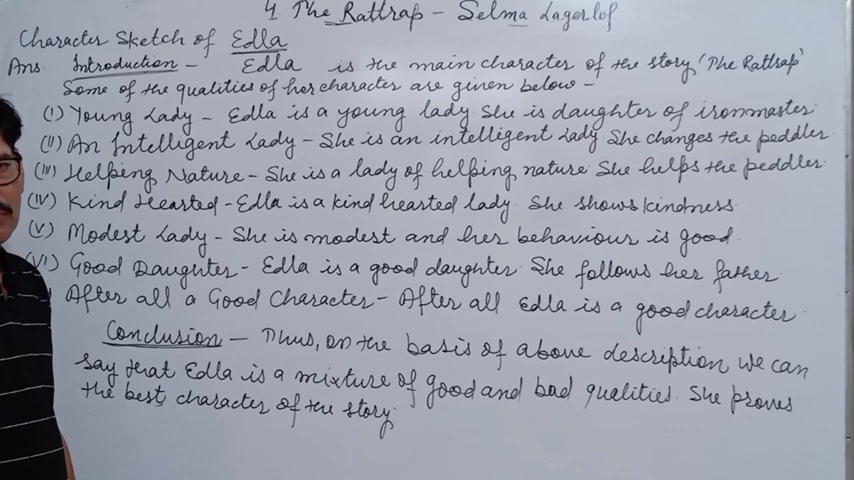 4 The Rattrap - Selma Lagerlof
Character Sketch of Edla
Ans Introduction - Edla is the main character of the story 'The Rattrap'
Some of the qualities of her character are given below -
(I) Young Lady - Edla is a young lady She is daughter of ironmaster.
(II) An Intelligent Lady - She is an intelligent Lady She changes the peddler.
(III) Helping Nature - She is a lady of helping nature She helps the peddler
(IV) Kind Hearted - Edla is a kind hearted lady She shows kindness
(V) Modest Lady - She is modest and her behaviour is good.
(VI) Good Daughter - Edla is a good daughter. She follows her father
After all a Good Character - After all Edla is a good character
Conclusion - Thus, on the basis of above description we can
say that Edla is a mixture of good and bad qualities. She proves
the best character of the story.